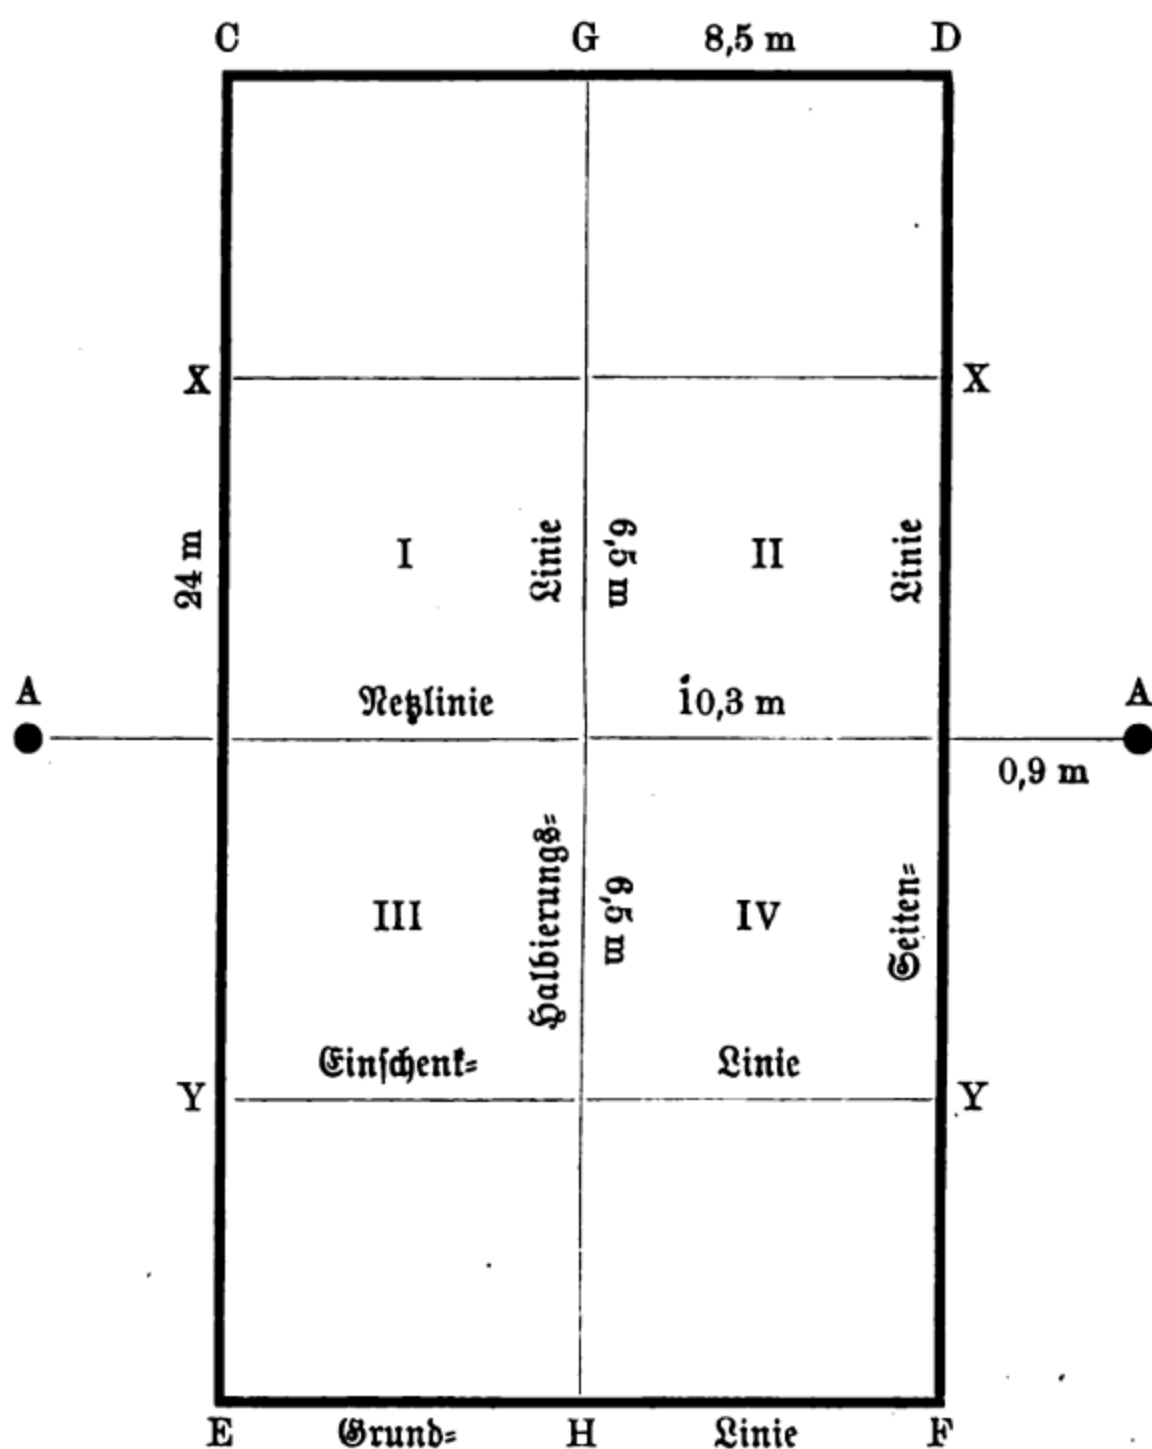 C G 8,5 m D
X X
24 m
I
Linie
6,5 m
II
Linie
A
Netzlinie
10,3 m
A
0,9 m
Halbierungs=
III
6,5 m
IV
Seiten=
Einschenk= Linie
Y Y
E Grund= H Linie F